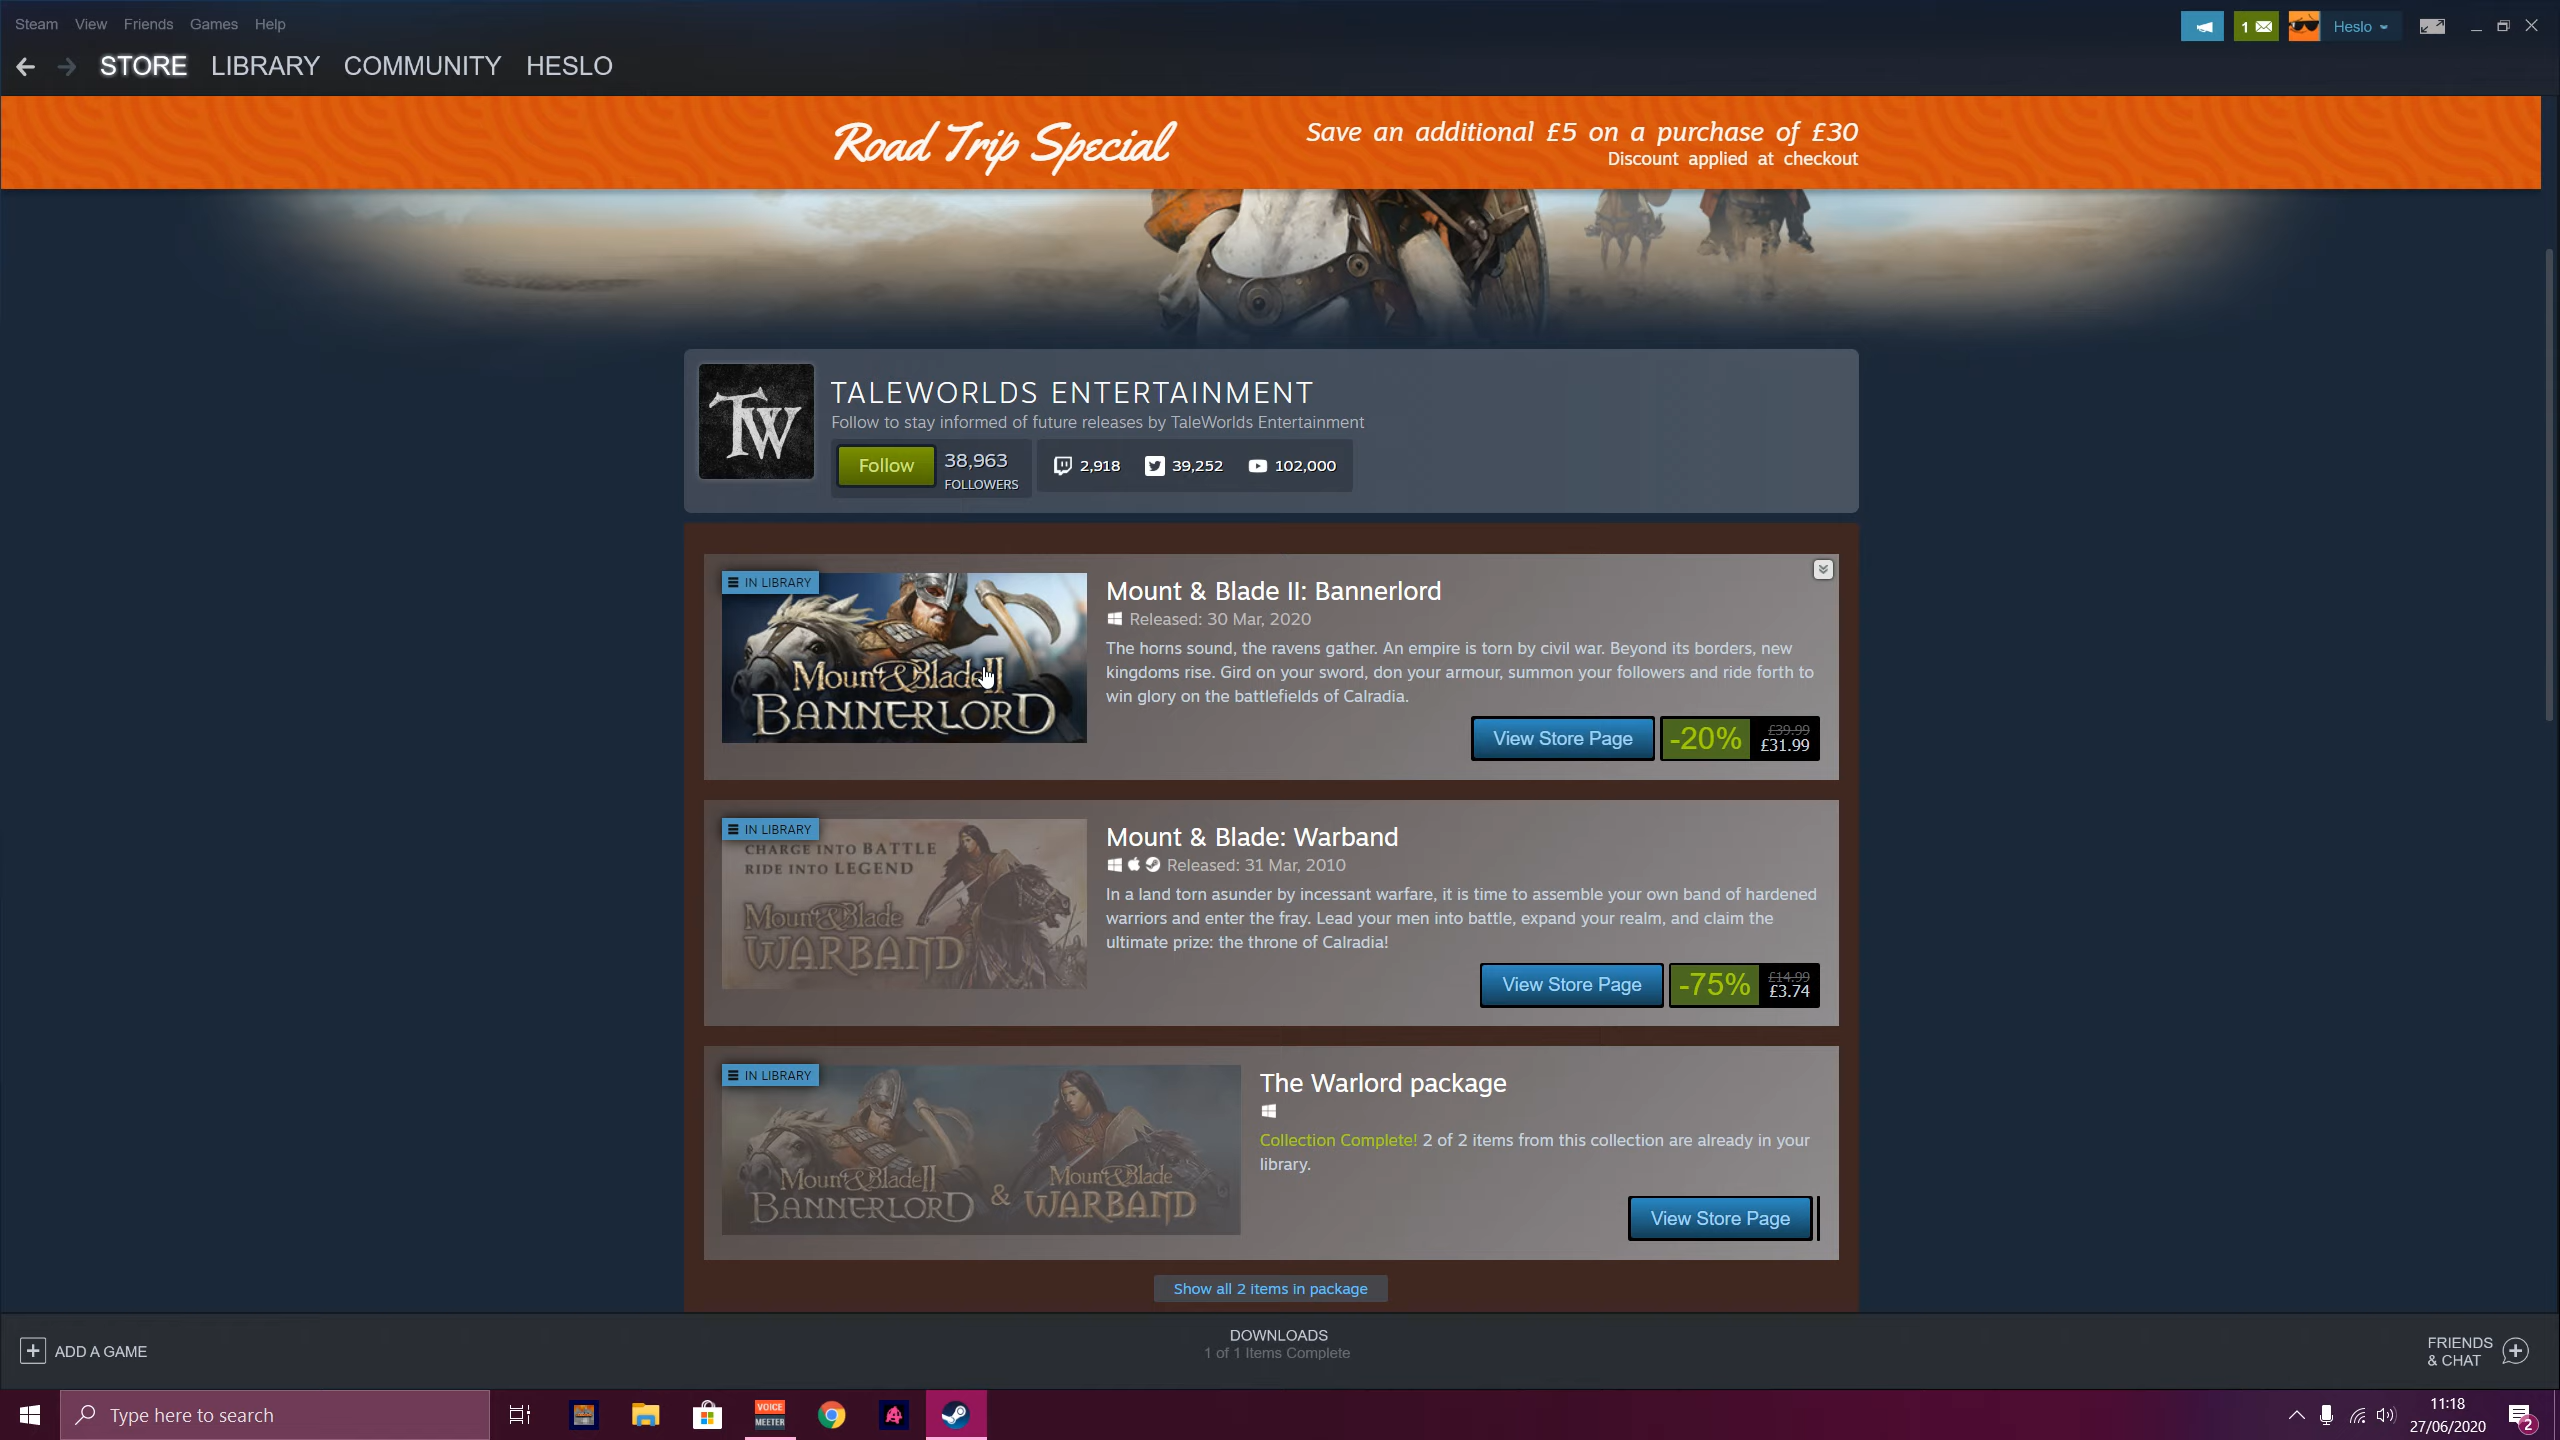 Steam View Friends Games Help
1
Heslo
STORE LIBRARY COMMUNITY HESLO
Road Trip Special
Save an additional £5 on a purchase of £30
Discount applied at checkout
TW
TALEWORLDS ENTERTAINMENT
Follow to stay informed of future releases by TaleWorlds Entertainment
Follow
38,963
FOLLOWERS
2,918
39,252
102,000
IN LIBRARY
Mount & Blade II
BANNERLORD
Mount & Blade II: Bannerlord
Released: 30 Mar, 2020
The horns sound, the ravens gather. An empire is torn by civil war. Beyond its borders, new
kingdoms rise. Gird on your sword, don your armour, summon your followers and ride forth to
win glory on the battlefields of Calradia.
View Store Page
-20%
£39.99
£31.99
IN LIBRARY
CHARGE INTO BATTLE
RIDE INTO LEGEND
Mount & Blade
WARBAND
Mount & Blade: Warband
Released: 31 Mar, 2010
In a land torn asunder by incessant warfare, it is time to assemble your own band of hardened
warriors and enter the fray. Lead your men into battle, expand your realm, and claim the
ultimate prize: the throne of Calradia!
View Store Page
-75%
£14.99
£3.74
IN LIBRARY
Mount & Blade II
BANNERLORD
&
Mount & Blade
WARBAND
The Warlord package
Collection Complete! 2 of 2 items from this collection are already in your
library.
View Store Page
Show all 2 items in package
ADD A GAME
DOWNLOADS
1 of 1 Items Complete
FRIENDS
& CHAT
Type here to search
VOICE
MEETER
11:18
27/06/2020
2